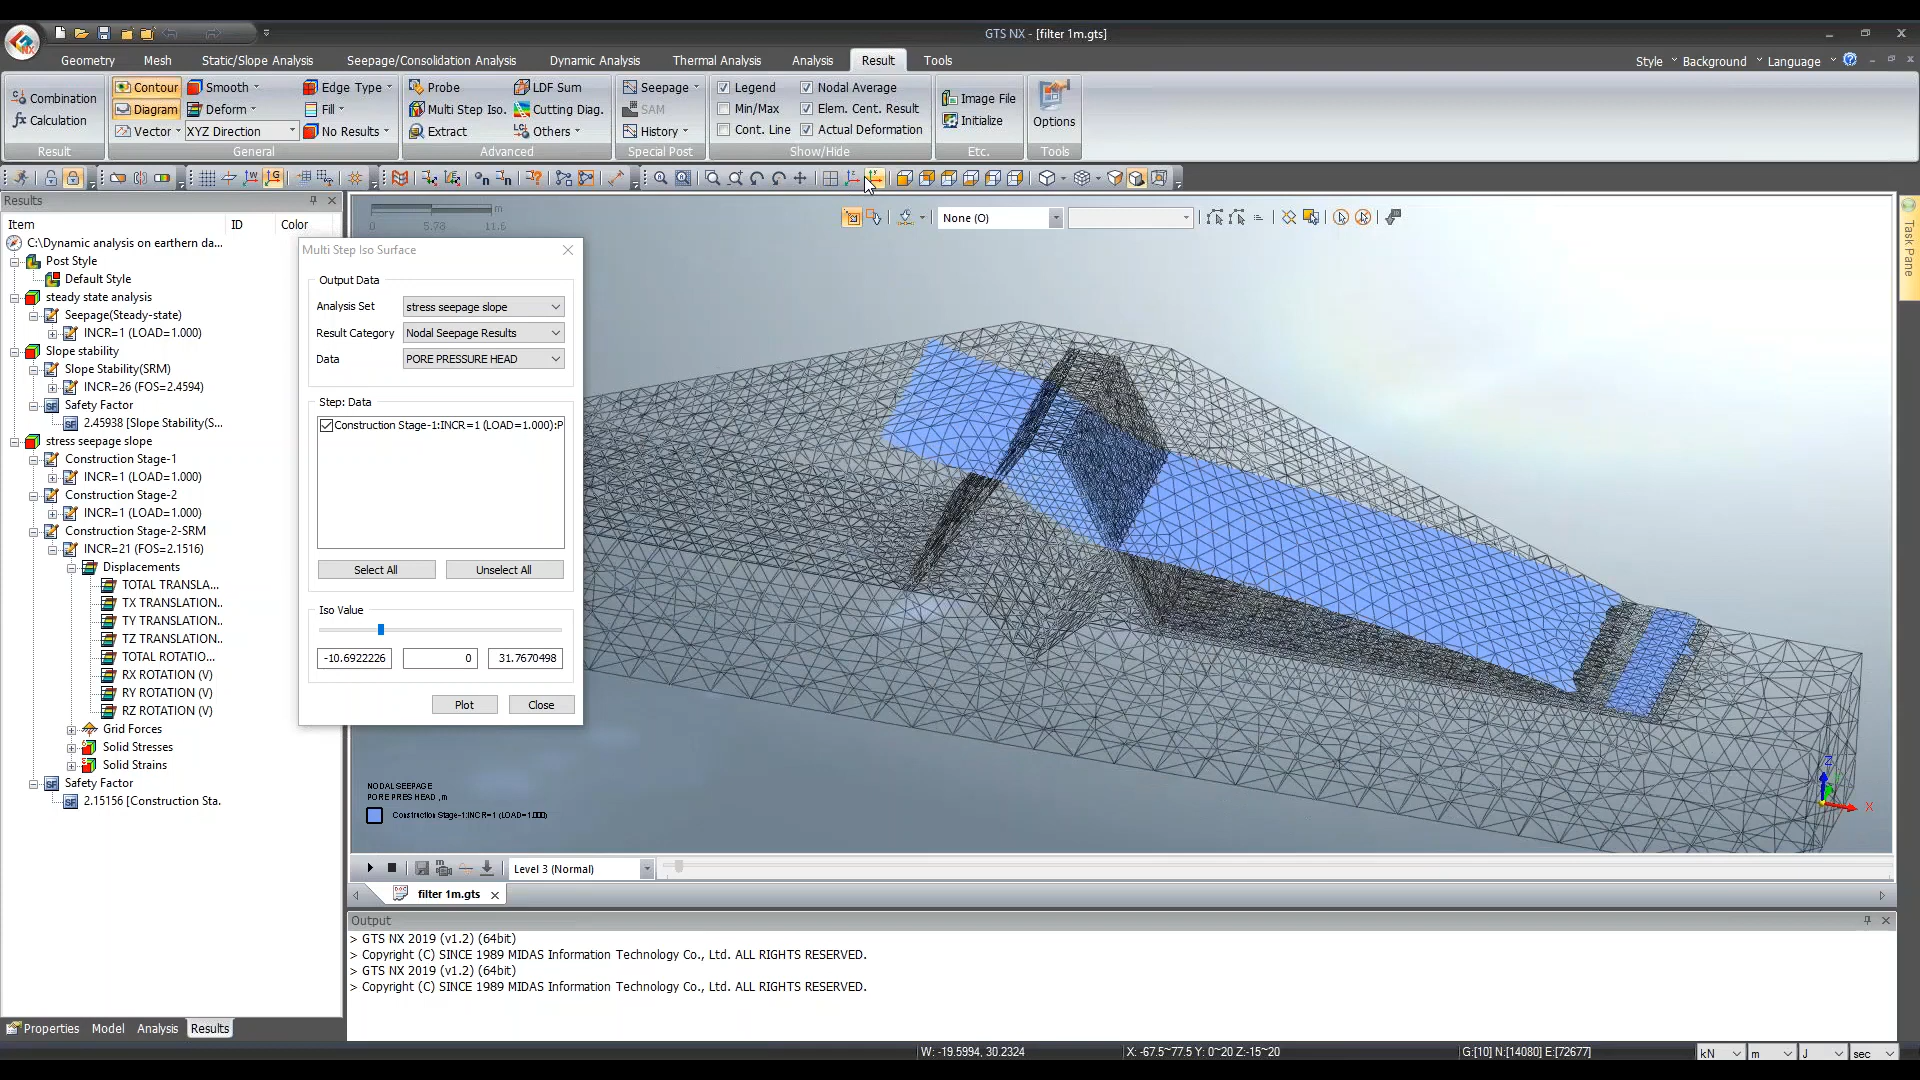 GTS NX - [filter 1m.gts]
Geometry Mesh Static/Slope Analysis Seepage/Consolidation Analysis Dynamic Analysis Thermal Analysis Analysis Result Tools
Style Background Language
Combination
Calculation
Result
Contour Smooth Edge Type
Diagram Deform Fill
Vector XYZ Direction No Results
General
Probe LDF Sum
Multi Step Iso. Cutting Diag.
Extract Others
Advanced
Seepage
SAM
History
Special Post
Legend Nodal Average
Min/Max Elem. Cent. Result
Cont. Line Actual Deformation
Show/Hide
Image File
Initialize
Etc.
Options
Tools
Results
Item ID Color
C:\Dynamic analysis on earthern da...
Post Style
Default Style
steady state analysis
Seepage(Steady-state)
INCR=1 (LOAD=1.000)
Slope stability
Slope Stability(SRM)
INCR=26 (FOS=2.4594)
Safety Factor
2.45938 [Slope Stability(S...
stress seepage slope
Construction Stage-1
INCR=1 (LOAD=1.000)
Construction Stage-2
INCR=1 (LOAD=1.000)
Construction Stage-2-SRM
INCR=21 (FOS=2.1516)
Displacements
TOTAL TRANSLA...
TX TRANSLATION..
TY TRANSLATION..
TZ TRANSLATION..
TOTAL ROTATIO...
RX ROTATION (V)
RY ROTATION (V)
RZ ROTATION (V)
Grid Forces
Solid Stresses
Solid Strains
Safety Factor
2.15156 [Construction Sta.
Properties Model Analysis Results
Multi Step Iso Surface
Output Data
Analysis Set stress seepage slope
Result Category Nodal Seepage Results
Data PORE PRESSURE HEAD
Step: Data
Construction Stage-1:INCR=1 (LOAD=1.000):P
Select All Unselect All
Iso Value
-10.6922226 0 31.7670498
Plot Close
0 5.78 11.6 m
None (O)
Task Pane
NODAL SEEPAGE
PORE PRES HEAD , m
Construction Stage-1:INCR=1 (LOAD=1.000)
Z
X
Level 3 (Normal)
filter 1m.gts
Output
> GTS NX 2019 (v1.2) (64bit)
> Copyright (C) SINCE 1989 MIDAS Information Technology Co., Ltd. ALL RIGHTS RESERVED.
> GTS NX 2019 (v1.2) (64bit)
> Copyright (C) SINCE 1989 MIDAS Information Technology Co., Ltd. ALL RIGHTS RESERVED.
W: -19.5994, 30.2324 X: -67.5~77.5 Y: 0~20 Z:-15~20 G:[10] N:[14080] E:[72677] kN m J sec